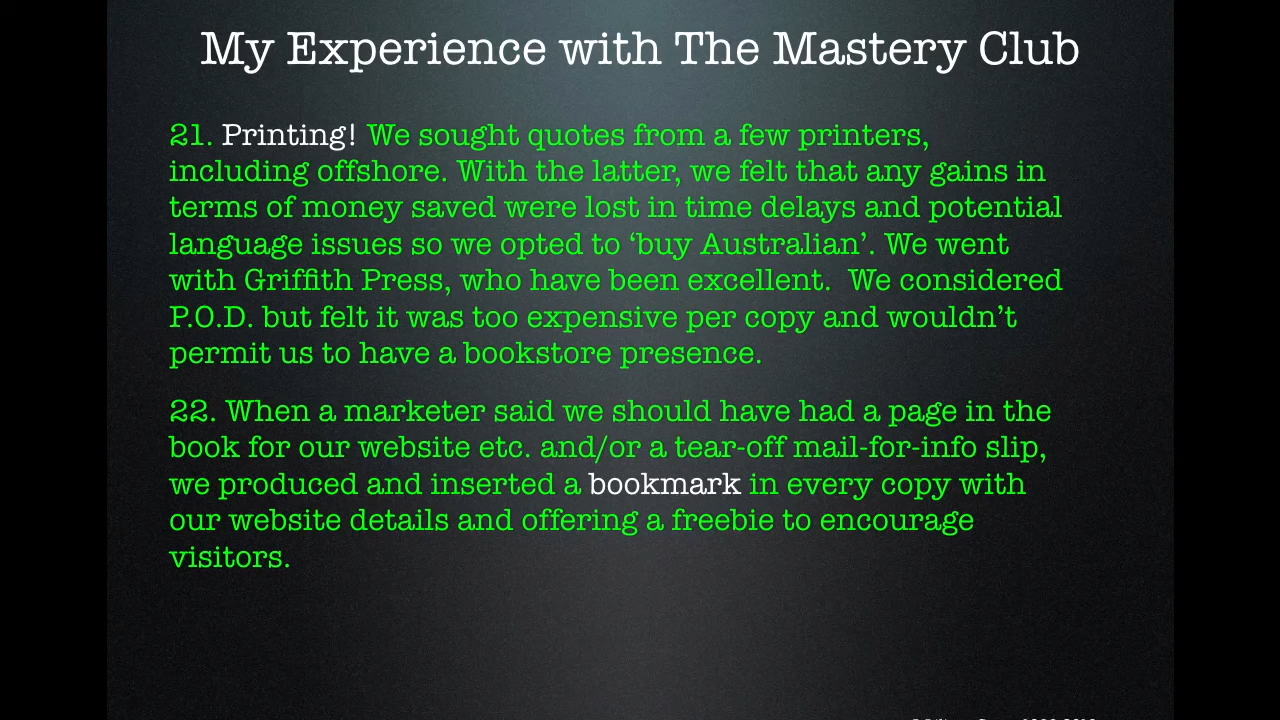 My Experience with The Mastery Club
21. Printing! We sought quotes from a few printers,
including offshore. With the latter, we felt that any gains in
terms of money saved were lost in time delays and potential
language issues so we opted to ‘buy Australian’. We went
with Griffith Press, who have been excellent.  We considered
P.O.D. but felt it was too expensive per copy and wouldn’t
permit us to have a bookstore presence.
22. When a marketer said we should have had a page in the
book for our website etc. and/or a tear-off mail-for-info slip,
we produced and inserted a bookmark in every copy with
our website details and offering a freebie to encourage
visitors.